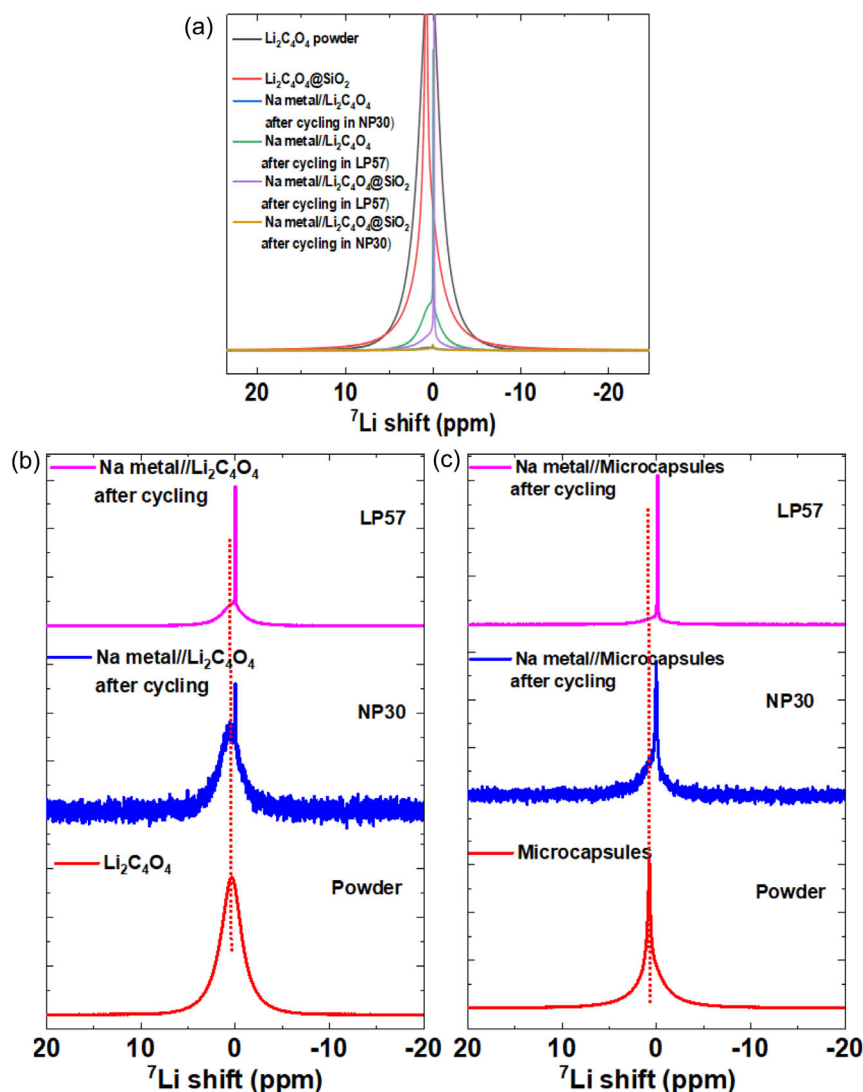 (a)
Li₂C₄O₄ powder
Li₂C₄O₄@SiO₂
Na metal//Li₂C₄O₄
after cycling in NP30)
Na metal//Li₂C₄O₄
after cycling in LP57)
Na metal//Li₂C₄O₄@SiO₂
after cycling in LP57)
Na metal//Li₂C₄O₄@SiO₂
after cycling in NP30)
20 10 0 -10 -20
⁷Li shift (ppm)
(b)
Na metal//Li₂C₄O₄
after cycling
LP57
Na metal//Li₂C₄O₄
after cycling
NP30
Li₂C₄O₄
Powder
20 10 0 -10 -20
⁷Li shift (ppm)
(c)
Na metal//Microcapsules
after cycling
LP57
Na metal//Microcapsules
after cycling
NP30
Microcapsules
Powder
20 10 0 -10 -20
⁷Li shift (ppm)